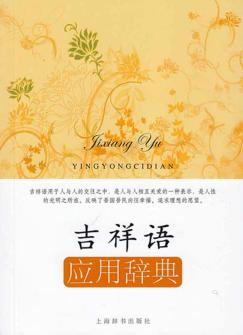 Jixiang Yu
YINGYONGCIDIAN
吉祥语用于人与人的交往之中，是人与人相互关爱的一种表示，是人性
的光明之所在，反映了普国普民向往幸福、追求理想的愿望。
吉祥语
应用辞典
上海辞书出版社